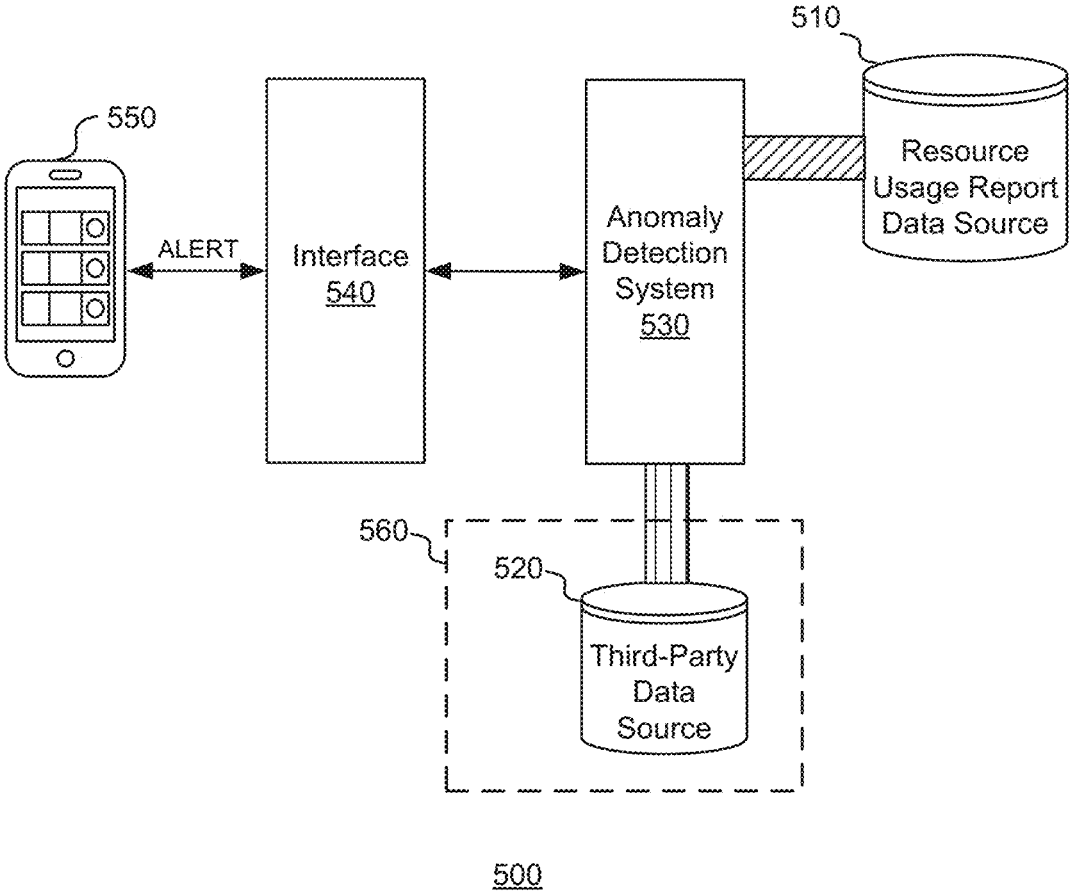 510
550
Resource
Usage Report
Data Source
Anomaly
Detection
System
530
ALERT
Interface
540
560
520
Third-Party
Data
Source
500